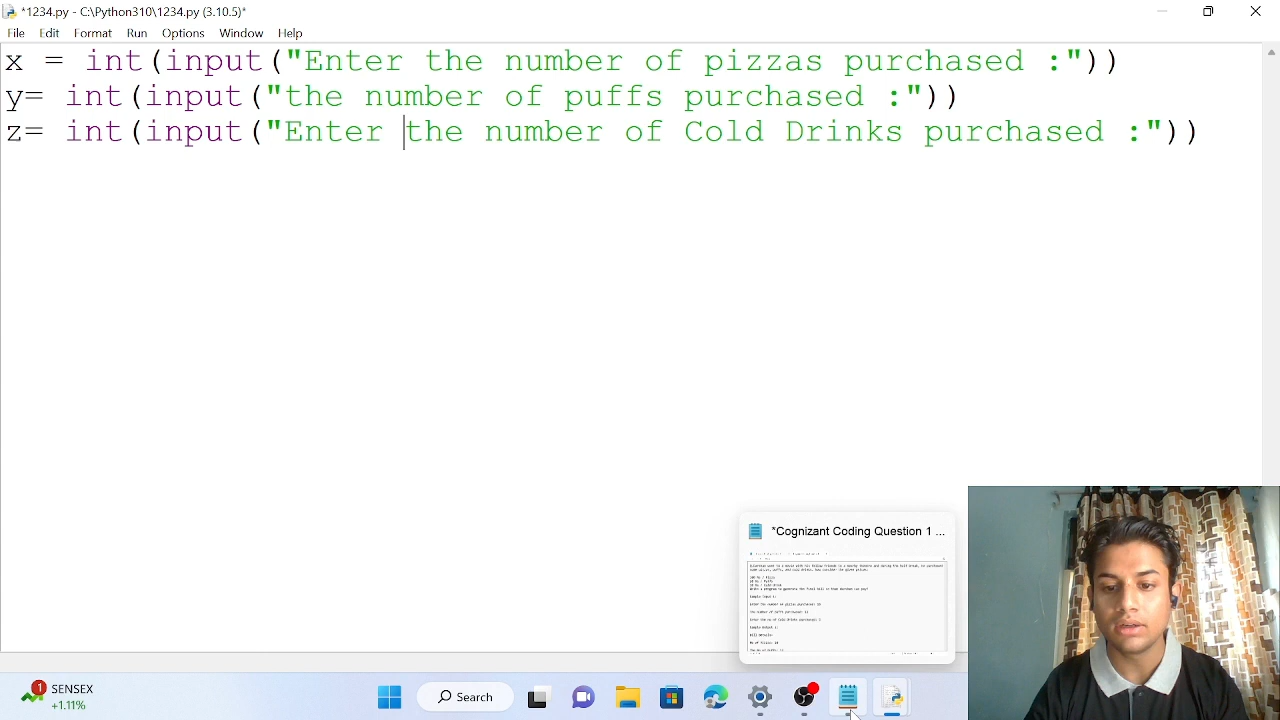 *1234.py - C:\Python310\1234.py (3.10.5)*
File Edit Format Run Options Window Help
x = int(input("Enter the number of pizzas purchased :"))
y= int(input("the number of puffs purchased :"))
z= int(input("Enter the number of Cold Drinks purchased :"))
*Cognizant Coding Question 1 ...
1
SENEX
+1.11%
Search